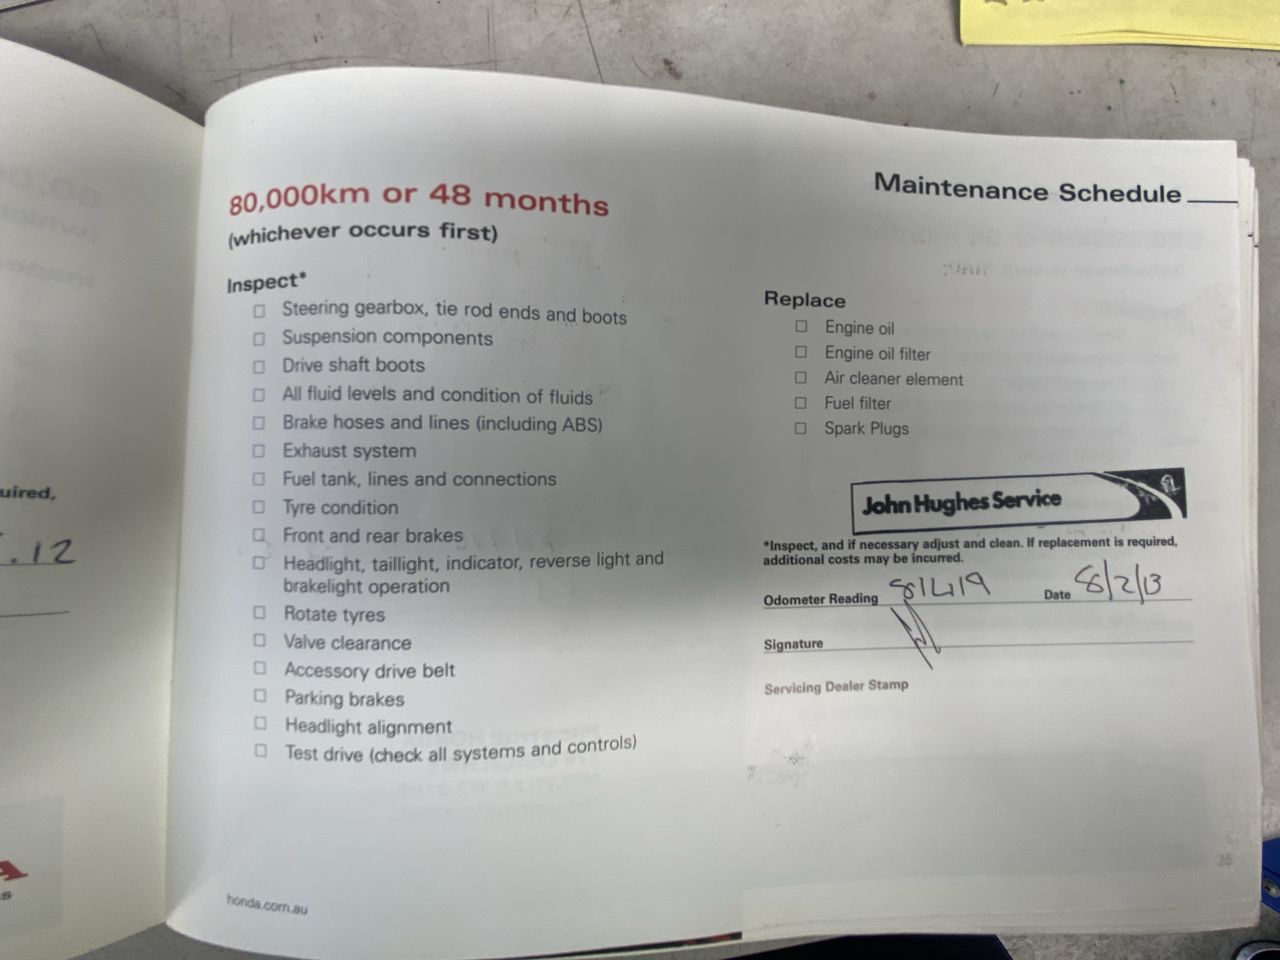 uired,
.12
80,000km or 48 months
(whichever occurs first)
Inspect*
Steering gearbox, tie rod ends and boots
Suspension components
Drive shaft boots
All fluid levels and condition of fluids
Brake hoses and lines (including ABS)
Exhaust system
Fuel tank, lines and connections
Tyre condition
Front and rear brakes
Headlight, taillight, indicator, reverse light and
brakelight operation
Rotate tyres
Valve clearance
Accessory drive belt
Parking brakes
Headlight alignment
Test drive (check all systems and controls)
honda.com.au
Maintenance Schedule
Replace
Engine oil
Engine oil filter
Air cleaner element
Fuel filter
Spark Plugs
John Hughes Service
*Inspect, and if necessary adjust and clean. If replacement is required,
additional costs may be incurred.
Odometer Reading 81419 Date 8/2/13
Signature
Servicing Dealer Stamp